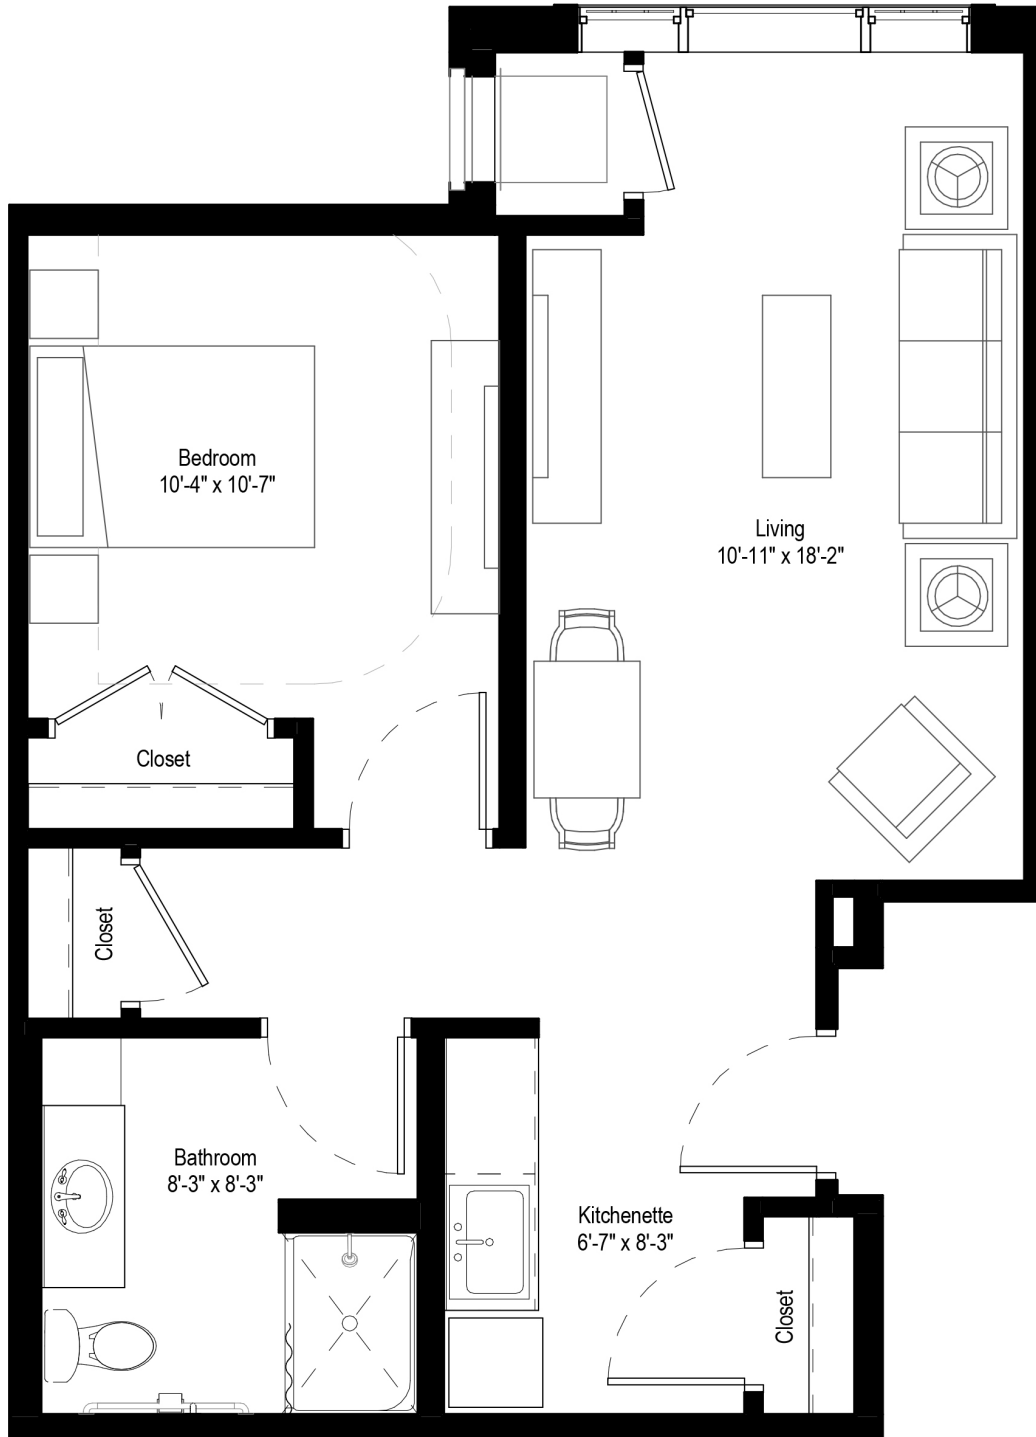 Bedroom
10'-4" x 10'-7"
Living
10'-11" x 18'-2"
Closet
Closet
Bathroom
8'-3" x 8'-3"
Kitchenette
6'-7" x 8'-3"
Closet